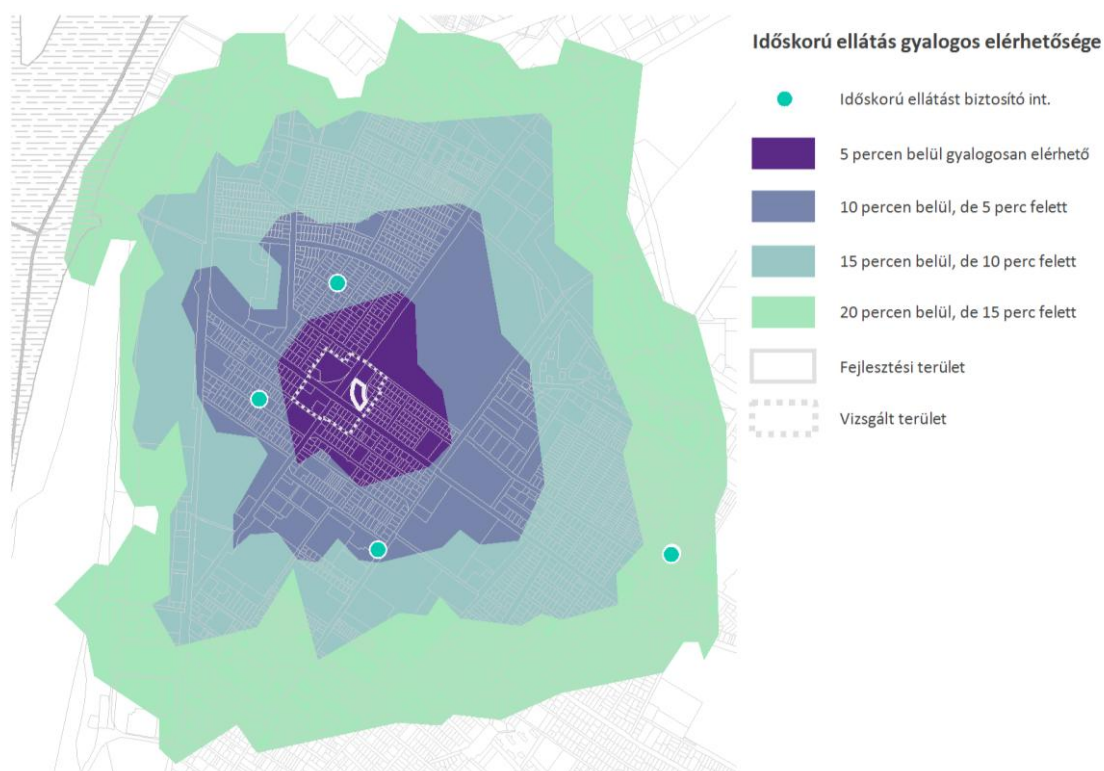 Időskorú ellátás gyalogos elérhetősége
Időskorú ellátást biztosító int.
5 percen belül gyalogosan elérhető
10 percen belül, de 5 perc felett
15 percen belül, de 10 perc felett
20 percen belül, de 15 perc felett
Fejlesztési terület
Vizsgált terület